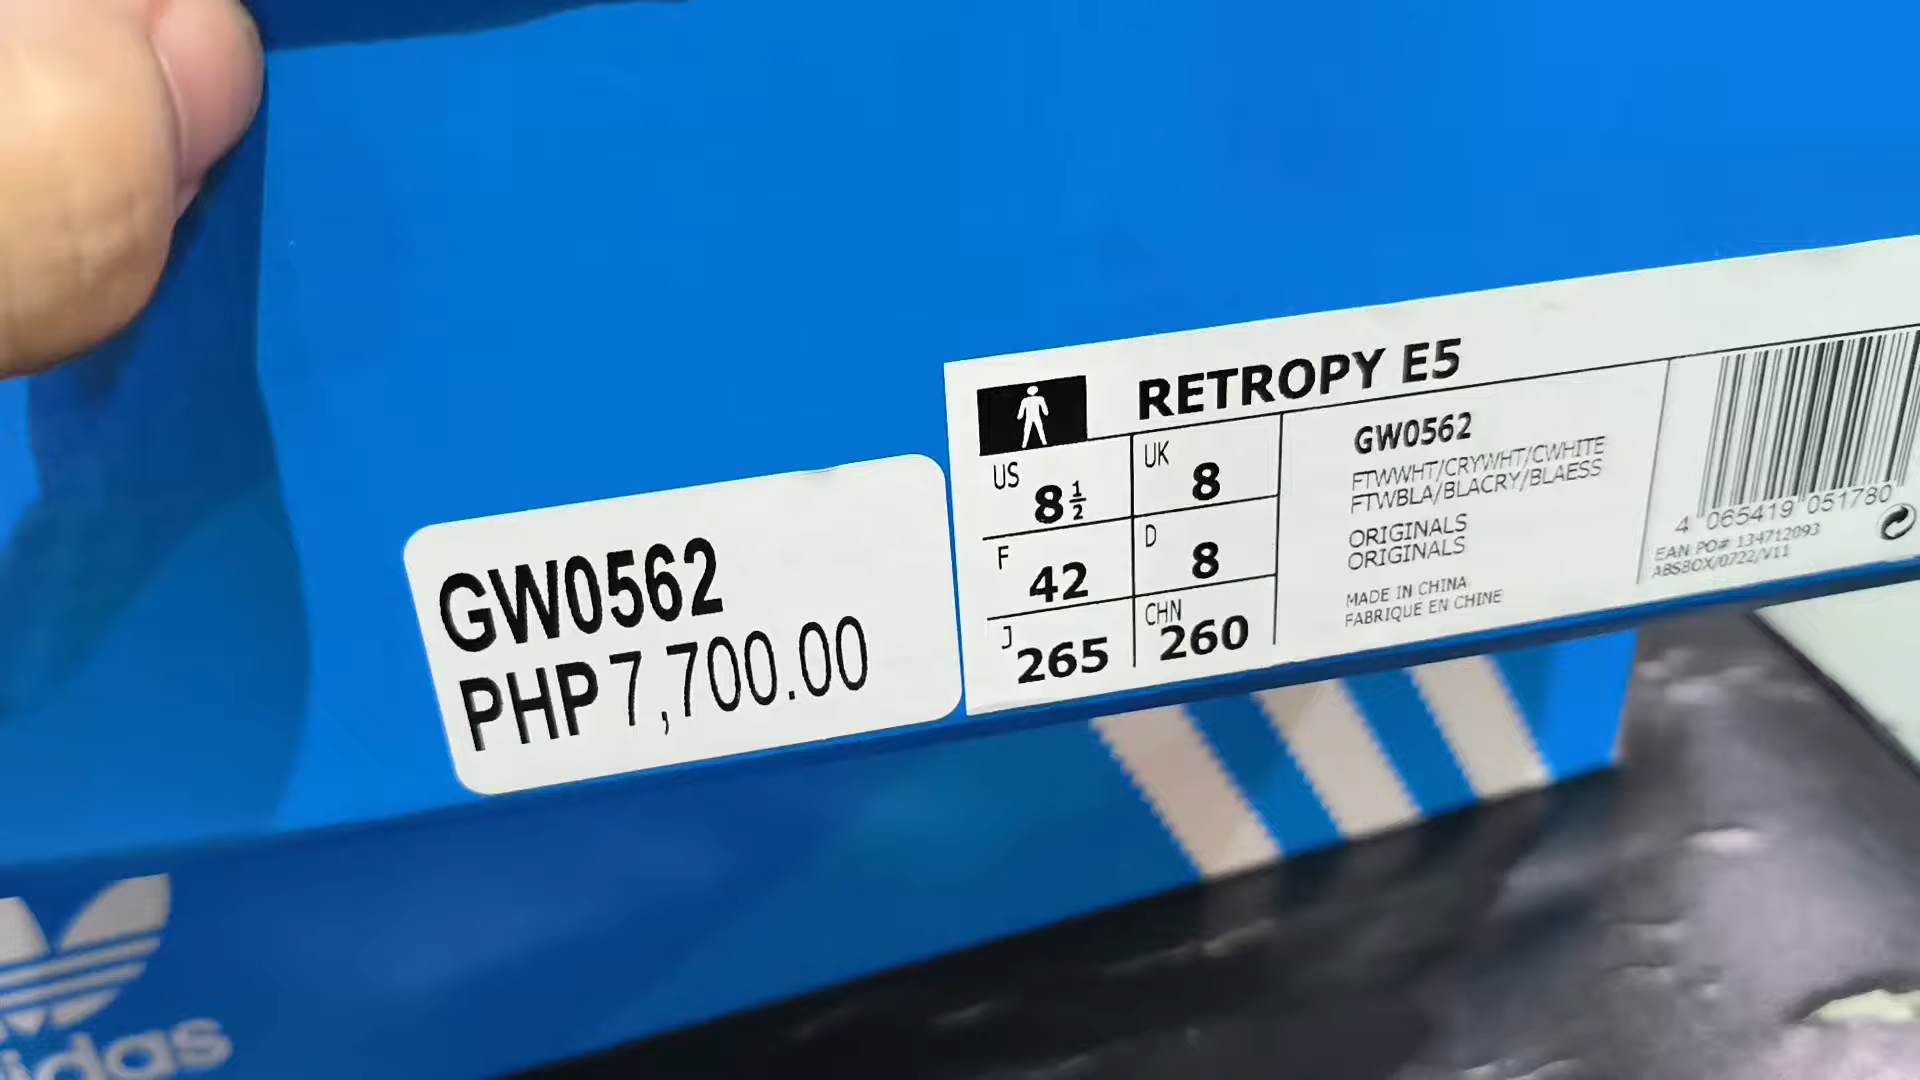 GW0562
PHP 7,700.00
RETROPY E5
US 8½
UK 8
F 42
D 8
J 265
CHN 260
GW0562
FTWWHT/CRYWHT/CWHITE
FTWBLA/BLACRY/BLAESS
ORIGINALS
ORIGINALS
MADE IN CHINA
FABRIQUE EN CHINE
4 065419 051780
EAN PO# 134712093
ABSBOX/0722/V11
idas